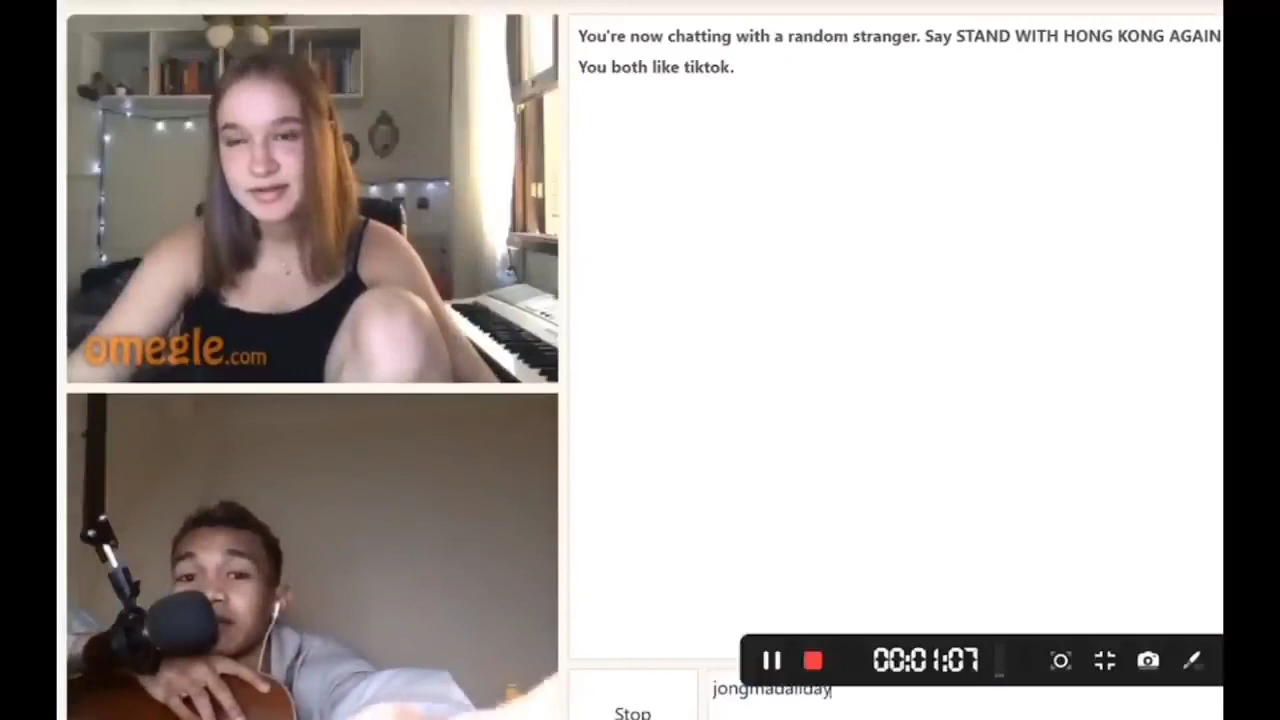 You're now chatting with a random stranger. Say STAND WITH HONG KONG AGAIN
You both like tiktok.
omegle.com
00:01:07
jongmadaliday
Stop